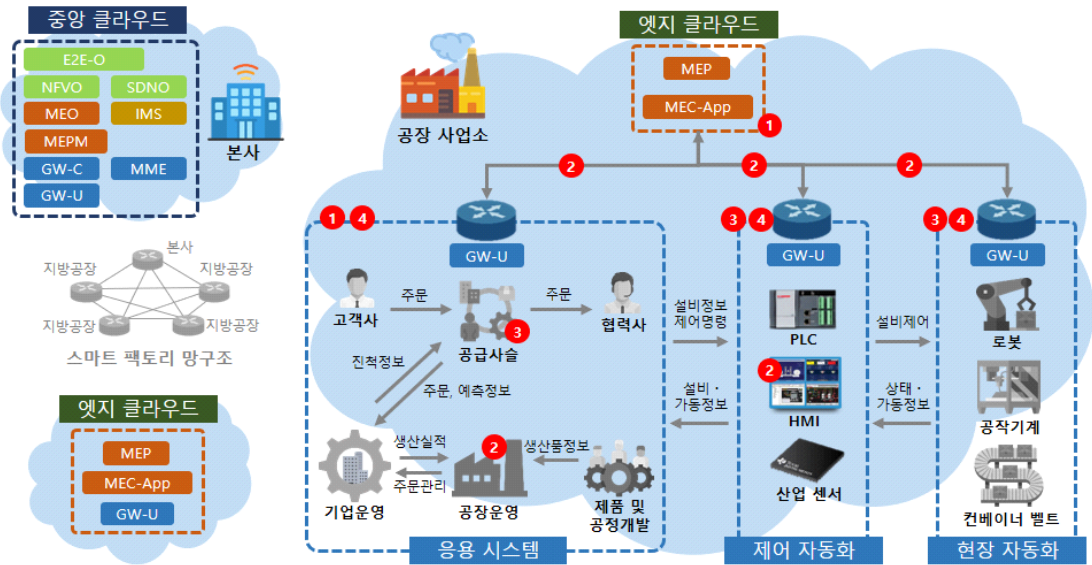 중앙 클라우드
E2E-O
NFVO
SDNO
MEO
IMS
MEPM
GW-C
MME
GW-U
본사
본사
지방공장
지방공장
지방공장
지방공장
스마트 팩토리 망구조
엣지 클라우드
MEP
MEC-App
GW-U
공장 사업소
엣지 클라우드
MEP
MEC-App
1
2
2
2
1 4
GW-U
고객사
주문
공급사슬
3
주문
협력사
진척정보
주문, 예측정보
기업운영
생산실적
주문관리
2
공장운영
생산품정보
제품 및
공정개발
응용 시스템
설비정보
제어명령
설비·
가동정보
3 4
GW-U
PLC
2
HMI
산업 센서
제어 자동화
설비제어
상태·
가동정보
3 4
GW-U
로봇
공작기계
컨베이너 벨트
현장 자동화